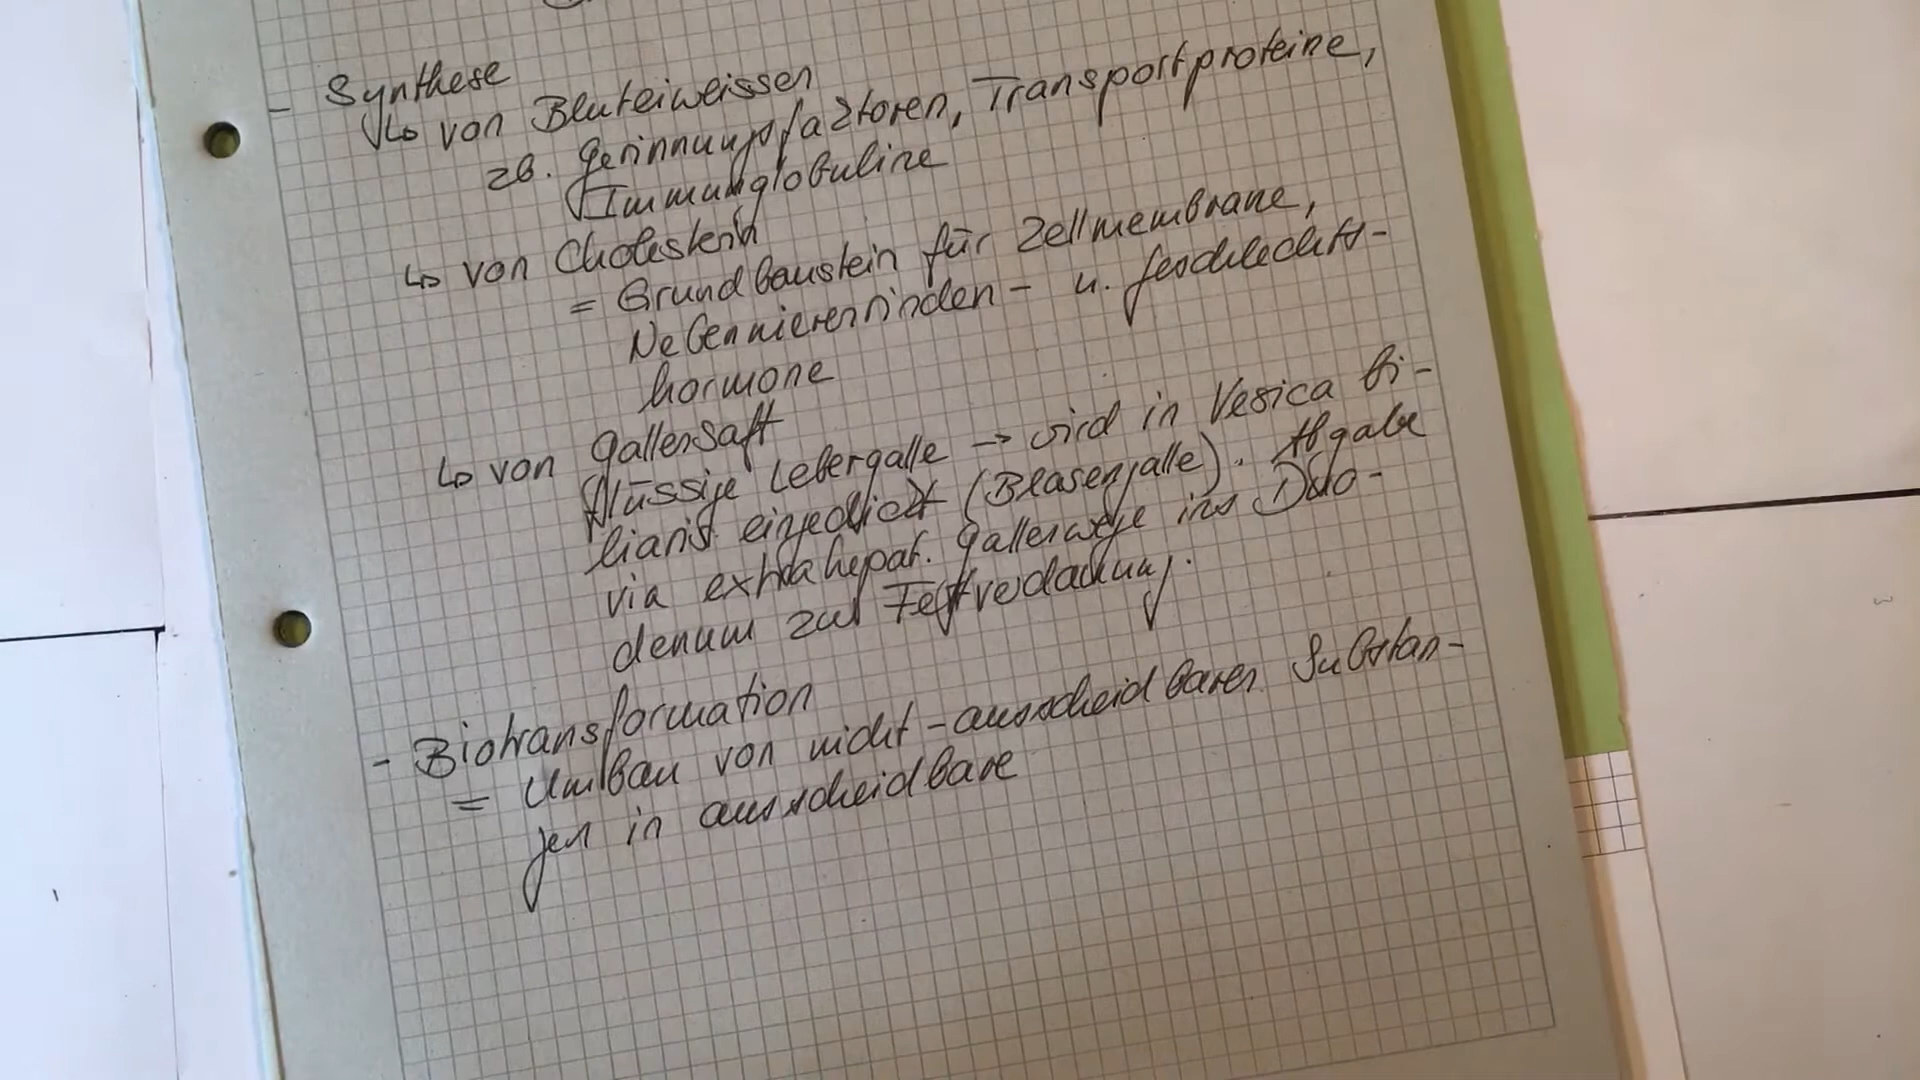 - Synthese
↳ von Bluteiweissen
zB. Gerinnungsfaktoren, Transportproteine,
Immunglobuline
↳ von Cholesterin
= Grundbaustein für Zellmembrane,
Nebennierenrinden- u. Geschlechts-
hormone
↳ von Gallensaft
flüssige Lebergalle → wird in Vesica bi-
liaris eingedickt (Blasengalle). Abgabe
via extrahepat. Gallenwege ins Duo-
denum zur Fettverdauung.
- Biotransformation
= Umbau von nicht-ausscheidbaren Substan-
zen in ausscheidbare